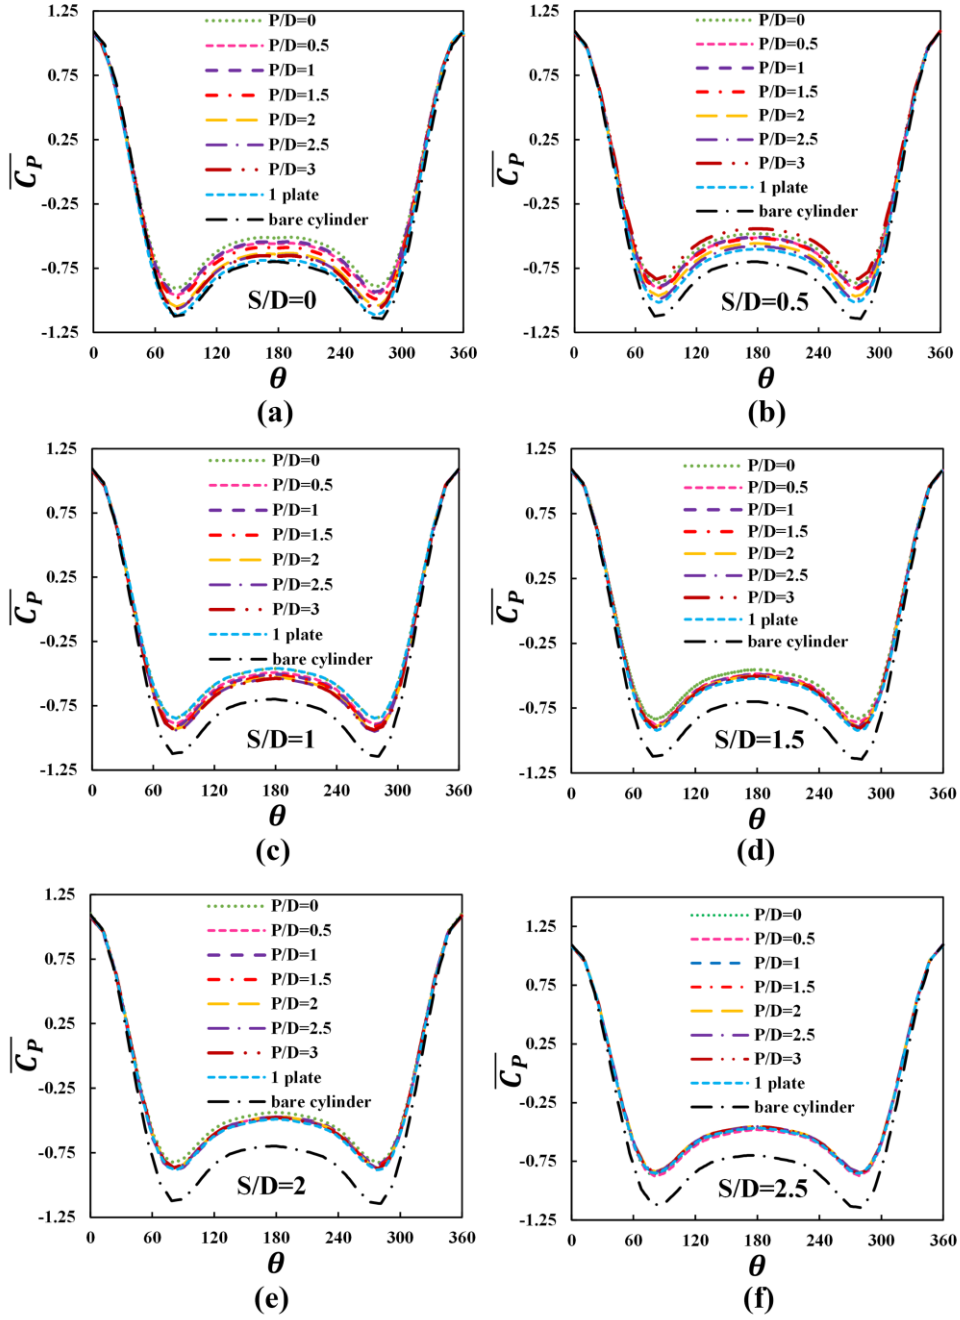 1.25
0.75
0.25
-0.25
-0.75
-1.25
C_P
P/D=0
P/D=0.5
P/D=1
P/D=1.5
P/D=2
P/D=2.5
P/D=3
1 plate
bare cylinder
S/D=0
0 60 120 180 240 300 360
θ
(a)
1.25
0.75
0.25
-0.25
-0.75
-1.25
C_P
P/D=0
P/D=0.5
P/D=1
P/D=1.5
P/D=2
P/D=2.5
P/D=3
1 plate
bare cylinder
S/D=0.5
0 60 120 180 240 300 360
θ
(b)
1.25
0.75
0.25
-0.25
-0.75
-1.25
C_P
P/D=0
P/D=0.5
P/D=1
P/D=1.5
P/D=2
P/D=2.5
P/D=3
1 plate
bare cylinder
S/D=1
0 60 120 180 240 300 360
θ
(c)
1.25
0.75
0.25
-0.25
-0.75
-1.25
C_P
P/D=0
P/D=0.5
P/D=1
P/D=1.5
P/D=2
P/D=2.5
P/D=3
1 plate
bare cylinder
S/D=1.5
0 60 120 180 240 300 360
θ
(d)
1.25
0.75
0.25
-0.25
-0.75
-1.25
C_P
P/D=0
P/D=0.5
P/D=1
P/D=1.5
P/D=2
P/D=2.5
P/D=3
1 plate
bare cylinder
S/D=2
0 60 120 180 240 300 360
θ
(e)
1.25
0.75
0.25
-0.25
-0.75
-1.25
C_P
P/D=0
P/D=0.5
P/D=1
P/D=1.5
P/D=2
P/D=2.5
P/D=3
1 plate
bare cylinder
S/D=2.5
0 60 120 180 240 300 360
θ
(f)